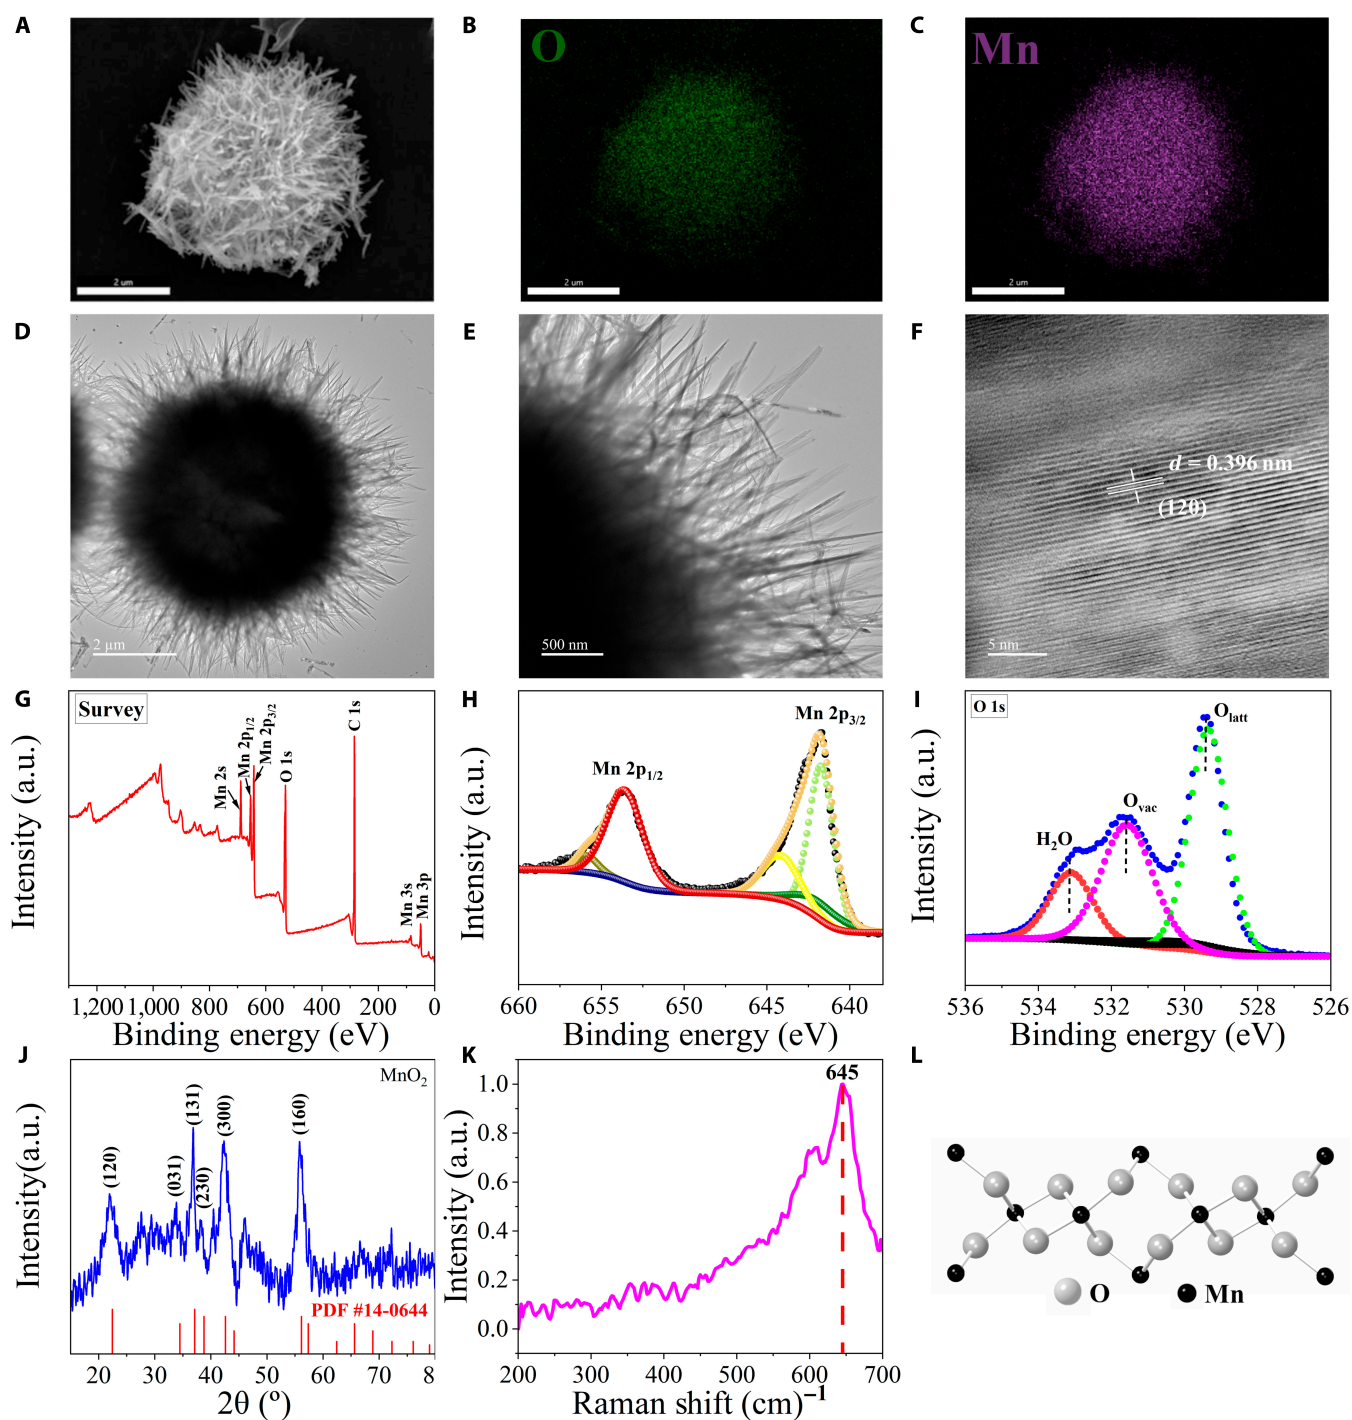 A
B
C
O
Mn
2 um
2 um
2 um
D
E
F
d = 0.396 nm
(120)
2 µm
500 nm
5 nm
G
H
I
Survey
Mn 2s
Mn 2p1/2
Mn 2p3/2
O 1s
C 1s
Mn 3s
Mn 3p
Intensity (a.u.)
1,200 1,000 800 600 400 200 0
Binding energy (eV)
Mn 2p1/2
Mn 2p3/2
Intensity (a.u.)
660 655 650 645 640
Binding energy (eV)
O 1s
Olatt
Ovac
H2O
Intensity (a.u.)
536 534 532 530 528 526
Binding energy (eV)
J
K
L
MnO2
(120)
(031)
(131)
(230)
(300)
(160)
PDF #14-0644
Intensity(a.u.)
20 30 40 50 60 70 8
2θ (º)
645
1.0
0.8
0.6
0.4
0.2
0.0
Intensity (a.u.)
200 300 400 500 600 700
Raman shift (cm)−1
O Mn